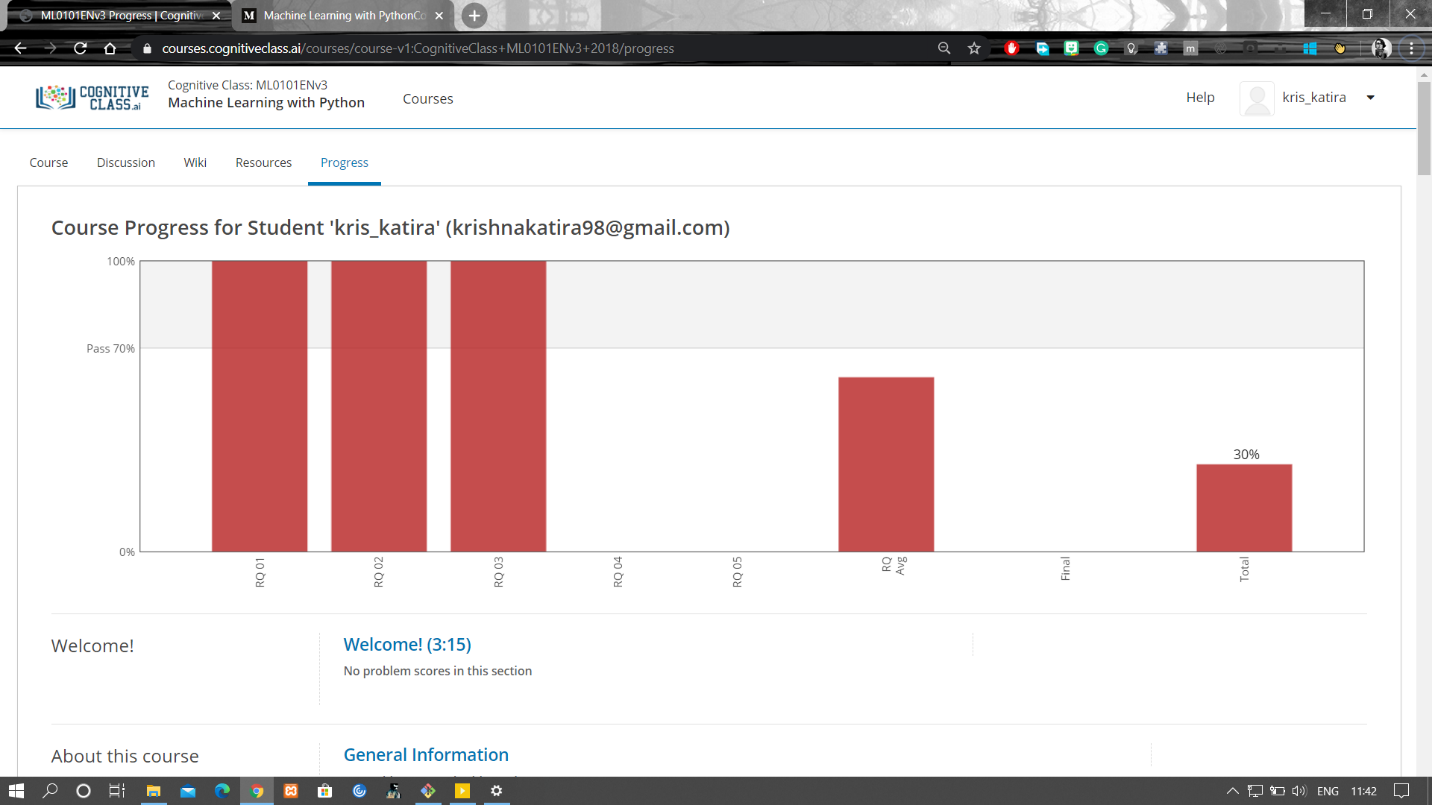 ML0101ENv3 Progress | Cognitiv
Machine Learning with PythonCo
courses.cognitiveclass.ai/courses/course-v1:CognitiveClass+ML0101ENv3+2018/progress
COGNITIVE
CLASS.ai
Cognitive Class: ML0101ENv3
Machine Learning with Python
Courses
Help
kris_katira
Course
Discussion
Wiki
Resources
Progress
Course Progress for Student 'kris_katira' (krishnakatira98@gmail.com)
100%
Pass 70%
0%
30%
RQ 01
RQ 02
RQ 03
RQ 04
RQ 05
RQ
Avg
Final
Total
Welcome!
Welcome! (3:15)
No problem scores in this section
About this course
General Information
ENG
11:42